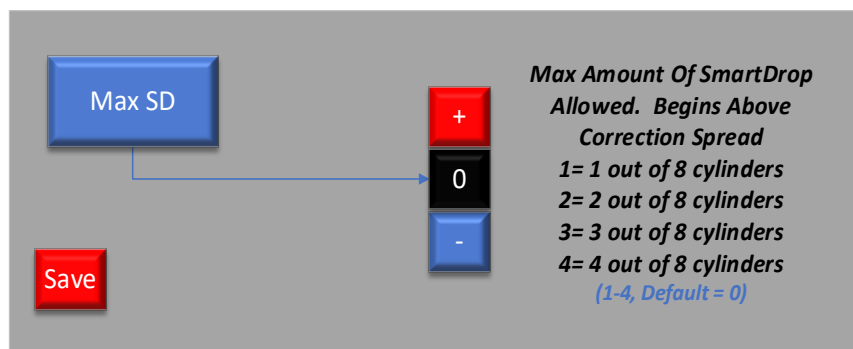 Max SD
+
0
-
Save
Max Amount Of SmartDrop
Allowed.  Begins Above
Correction Spread
1= 1 out of 8 cylinders
2= 2 out of 8 cylinders
3= 3 out of 8 cylinders
4= 4 out of 8 cylinders
(1-4, Default = 0)